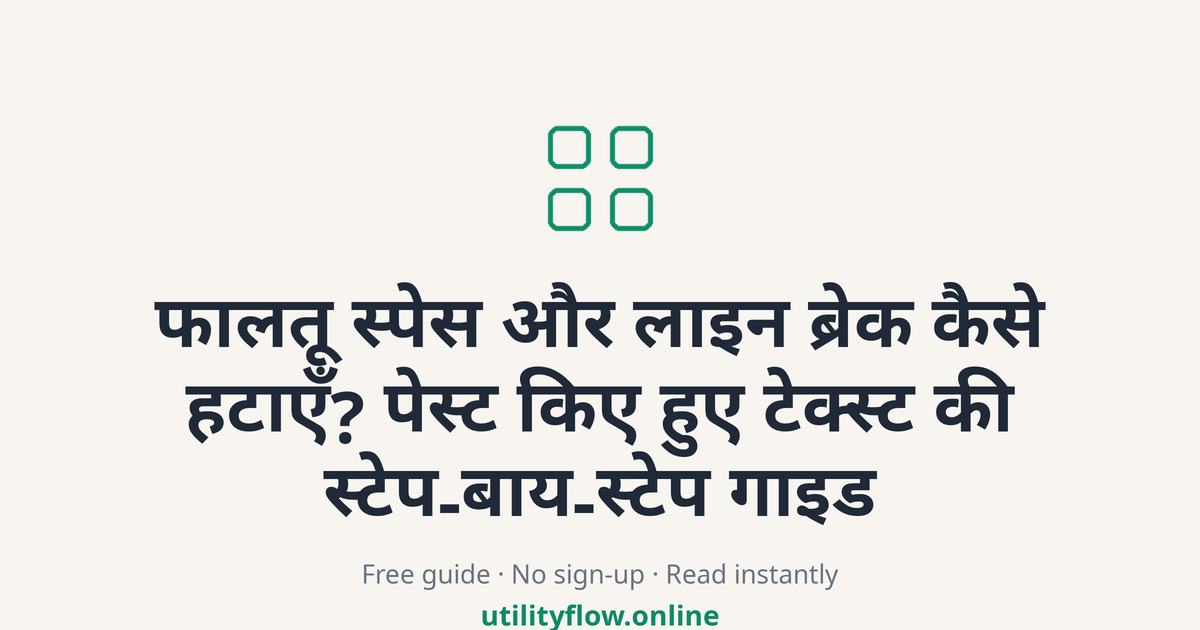 फालतू स्पेस और लाइन ब्रेक कैसे
हटाएँ? पेस्ट किए हुए टेक्स्ट की
स्टेप-बाय-स्टेप गाइड
Free guide · No sign-up · Read instantly
utilityflow.online